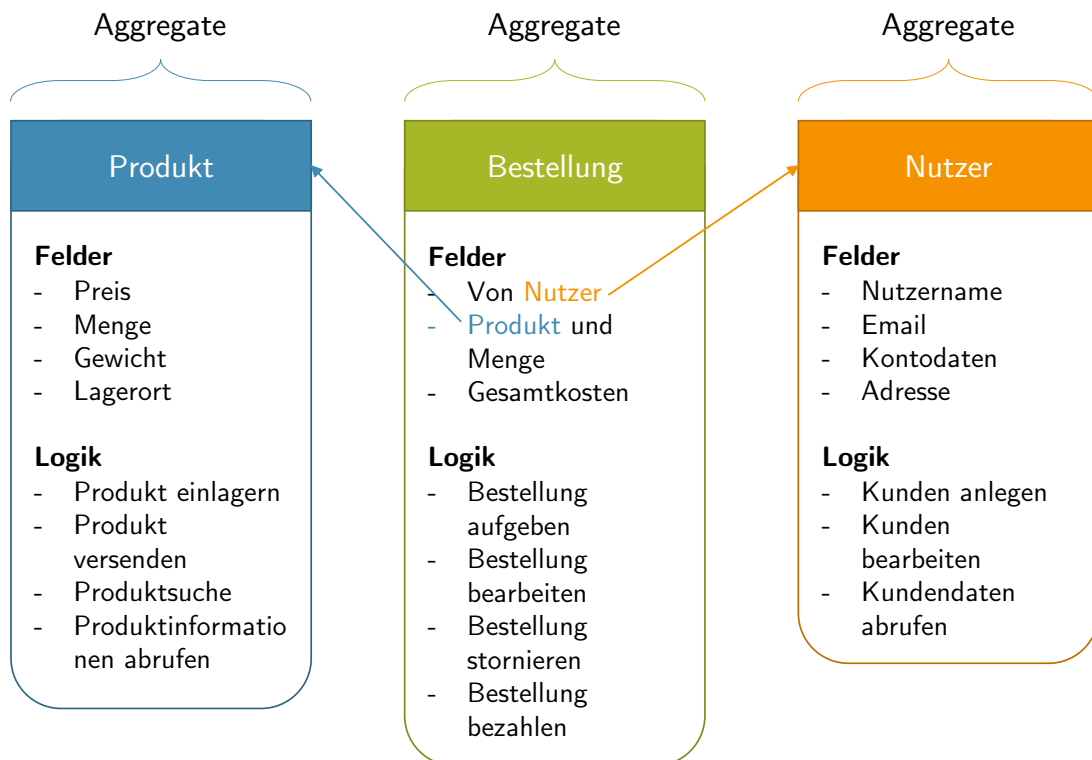 Aggregate
Aggregate
Aggregate
Produkt
Felder
- Preis
- Menge
- Gewicht
- Lagerort
Logik
- Produkt einlagern
- Produkt
versenden
- Produktsuche
- Produktinformatio
nen abrufen
Bestellung
Felder
- Von Nutzer
- Produkt und
Menge
- Gesamtkosten
Logik
- Bestellung
aufgeben
- Bestellung
bearbeiten
- Bestellung
stornieren
- Bestellung
bezahlen
Nutzer
Felder
- Nutzername
- Email
- Kontodaten
- Adresse
Logik
- Kunden anlegen
- Kunden
bearbeiten
- Kundendaten
abrufen